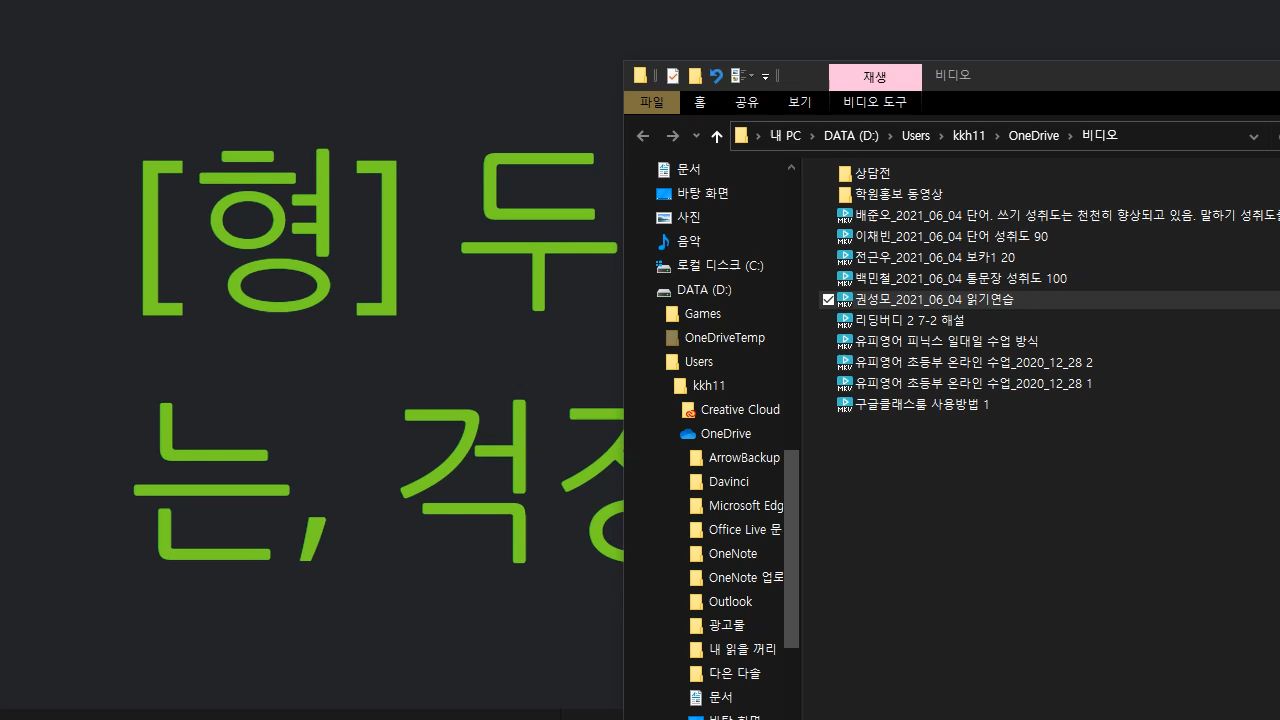 [형] 두
는, 걱정
재생
비디오
파일
홈
공유
보기
비디오 도구
내 PC > DATA (D:) > Users > kkh11 > OneDrive > 비디오
문서
바탕 화면
사진
음악
로컬 디스크 (C:)
DATA (D:)
Games
OneDriveTemp
Users
kkh11
Creative Cloud
OneDrive
ArrowBackup
Davinci
Microsoft Edg
Office Live 문
OneNote
OneNote 업로
Outlook
광고물
내 읽을 꺼리
다은 다솔
문서
바탕 화면
상담전
학원홍보 동영상
배준오_2021_06_04 단어. 쓰기 성취도는 천천히 향상되고 있음. 말하기 성취도를
이채빈_2021_06_04 단어 성취도 90
전근우_2021_06_04 보카1 20
백민철_2021_06_04 통문장 성취도 100
권성모_2021_06_04 읽기연습
리딩버디 2 7-2 해설
유피영어 피닉스 일대일 수업 방식
유피영어 초등부 온라인 수업_2020_12_28 2
유피영어 초등부 온라인 수업_2020_12_28 1
구글클래스룸 사용방법 1